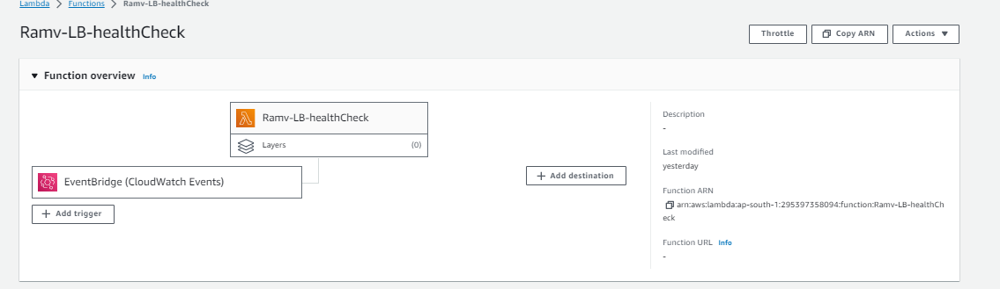 Lambda > Functions > Ramv-LB-healthCheck
Ramv-LB-healthCheck
Throttle
Copy ARN
Actions
Function overview Info
Ramv-LB-healthCheck
Layers (0)
EventBridge (CloudWatch Events)
+ Add trigger
+ Add destination
Description
-
Last modified
yesterday
Function ARN
arn:aws:lambda:ap-south-1:295397358094:function:Ramv-LB-healthCh
eck
Function URL Info
-